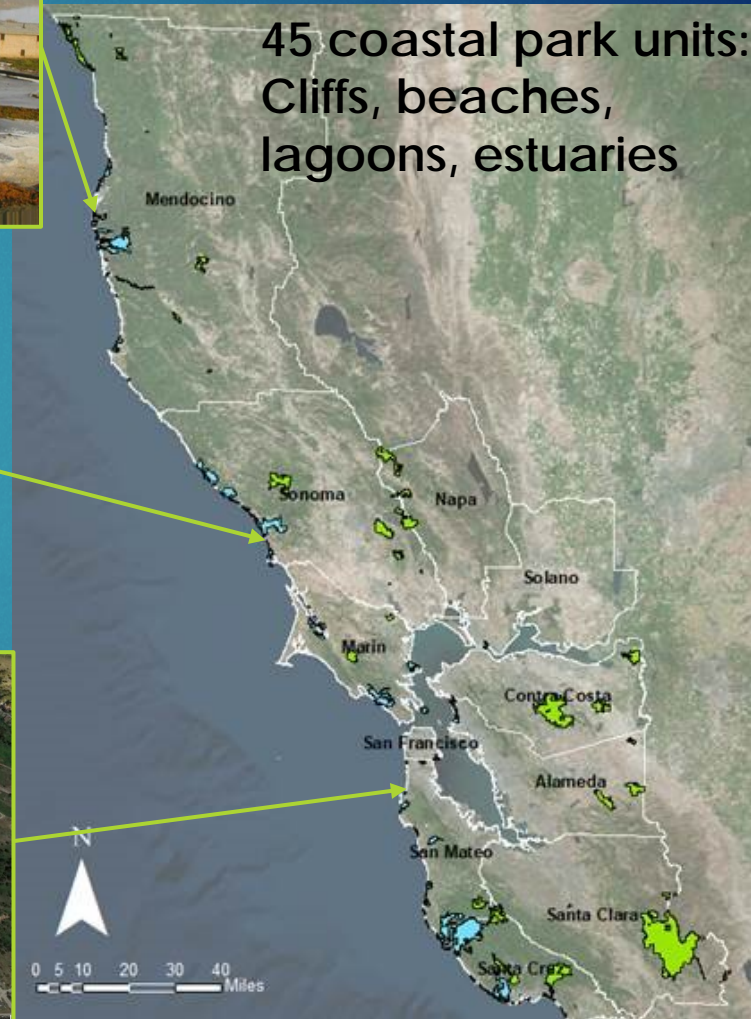 45 coastal park units:
Cliffs, beaches,
lagoons, estuaries
Mendocino
Sonoma
Napa
Solano
Marin
Contra Costa
San Francisco
Alameda
San Mateo
Santa Clara
Santa Cruz
N
0 5 10 20 30 40
Miles